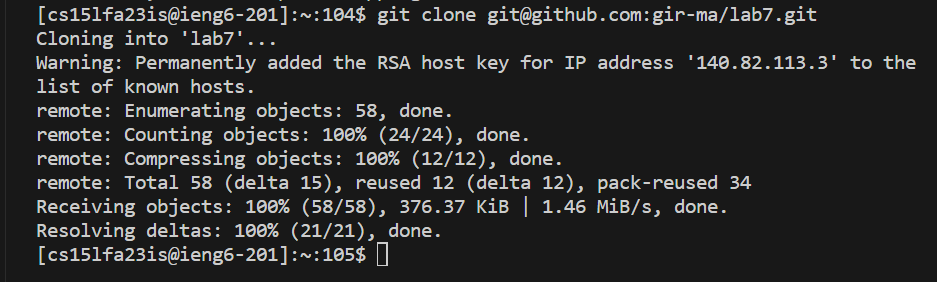 [cs15lfa23is@ieng6-201]:~:104$ git clone git@github.com:gir-ma/lab7.git
Cloning into 'lab7'...
Warning: Permanently added the RSA host key for IP address '140.82.113.3' to the
list of known hosts.
remote: Enumerating objects: 58, done.
remote: Counting objects: 100% (24/24), done.
remote: Compressing objects: 100% (12/12), done.
remote: Total 58 (delta 15), reused 12 (delta 12), pack-reused 34
Receiving objects: 100% (58/58), 376.37 KiB | 1.46 MiB/s, done.
Resolving deltas: 100% (21/21), done.
[cs15lfa23is@ieng6-201]:~:105$